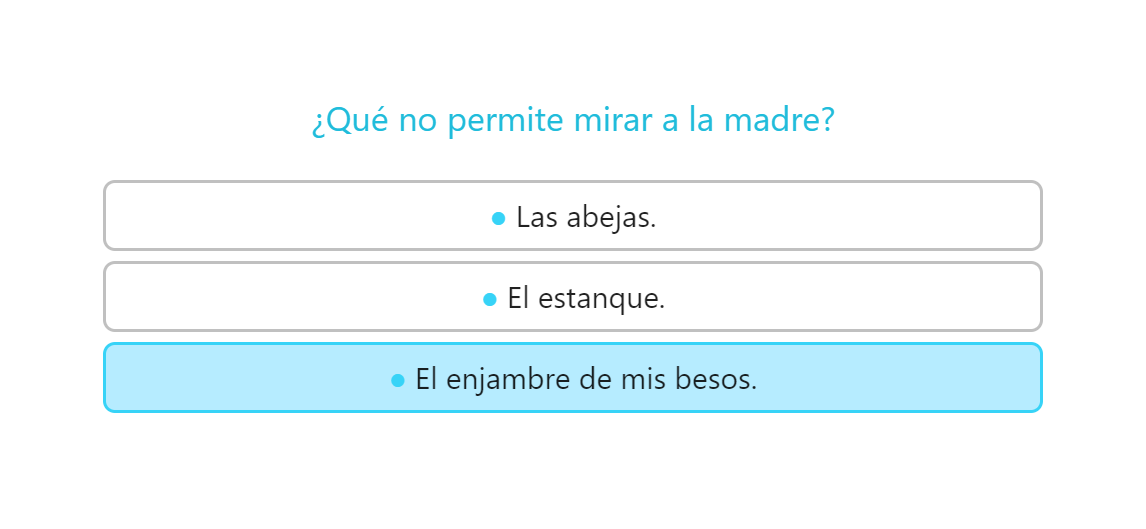 ¿Qué no permite mirar a la madre?
● Las abejas.
● El estanque.
● El enjambre de mis besos.